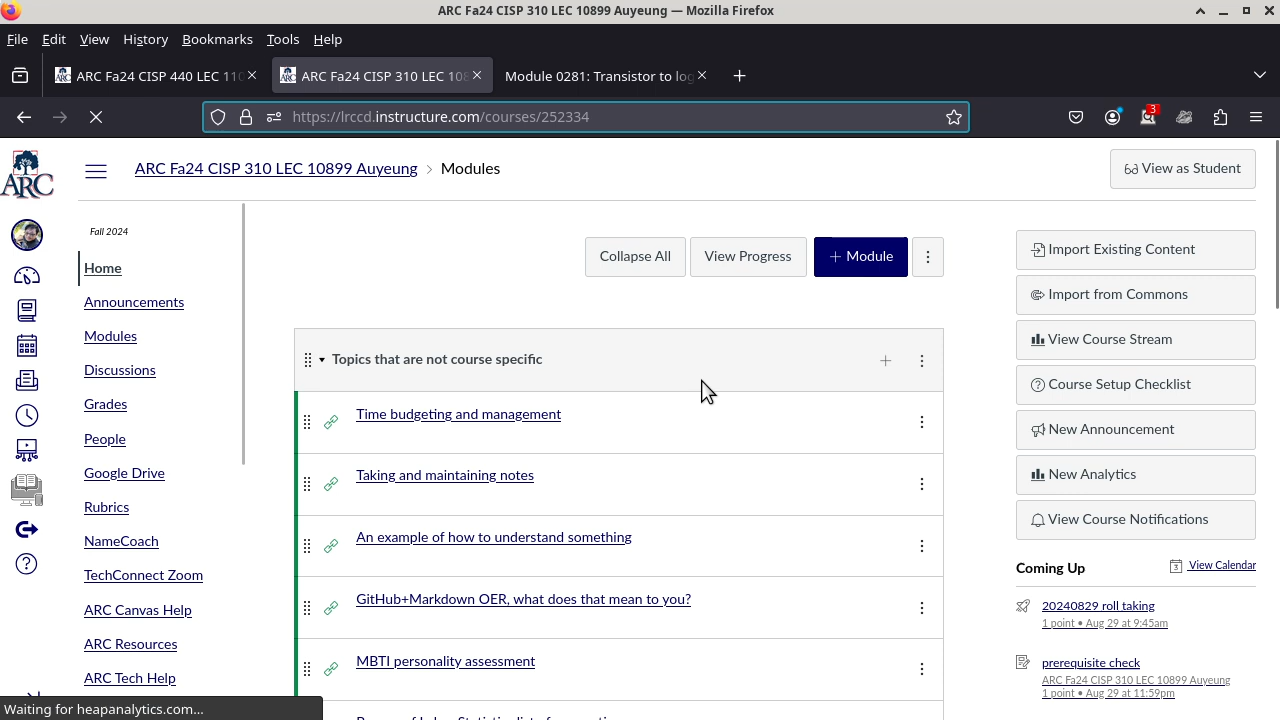 ARC Fa24 CISP 310 LEC 10899 Auyeung — Mozilla Firefox
File Edit View History Bookmarks Tools Help
ARC Fa24 CISP 440 LEC 110
ARC Fa24 CISP 310 LEC 108
Module 0281: Transistor to log
https://lrccd.instructure.com/courses/252334
3
ARC
ARC Fa24 CISP 310 LEC 10899 Auyeung
Modules
View as Student
Fall 2024
Home
Announcements
Modules
Discussions
Grades
People
Google Drive
Rubrics
NameCoach
TechConnect Zoom
ARC Canvas Help
ARC Resources
ARC Tech Help
Collapse All
View Progress
+ Module
Topics that are not course specific
Time budgeting and management
Taking and maintaining notes
An example of how to understand something
GitHub+Markdown OER, what does that mean to you?
MBTI personality assessment
Import Existing Content
Import from Commons
View Course Stream
Course Setup Checklist
New Announcement
New Analytics
View Course Notifications
Coming Up
3 View Calendar
20240829 roll taking
1 point • Aug 29 at 9:45am
prerequisite check
ARC Fa24 CISP 310 LEC 10899 Auyeung
1 point • Aug 29 at 11:59pm
Waiting for heapanalytics.com...